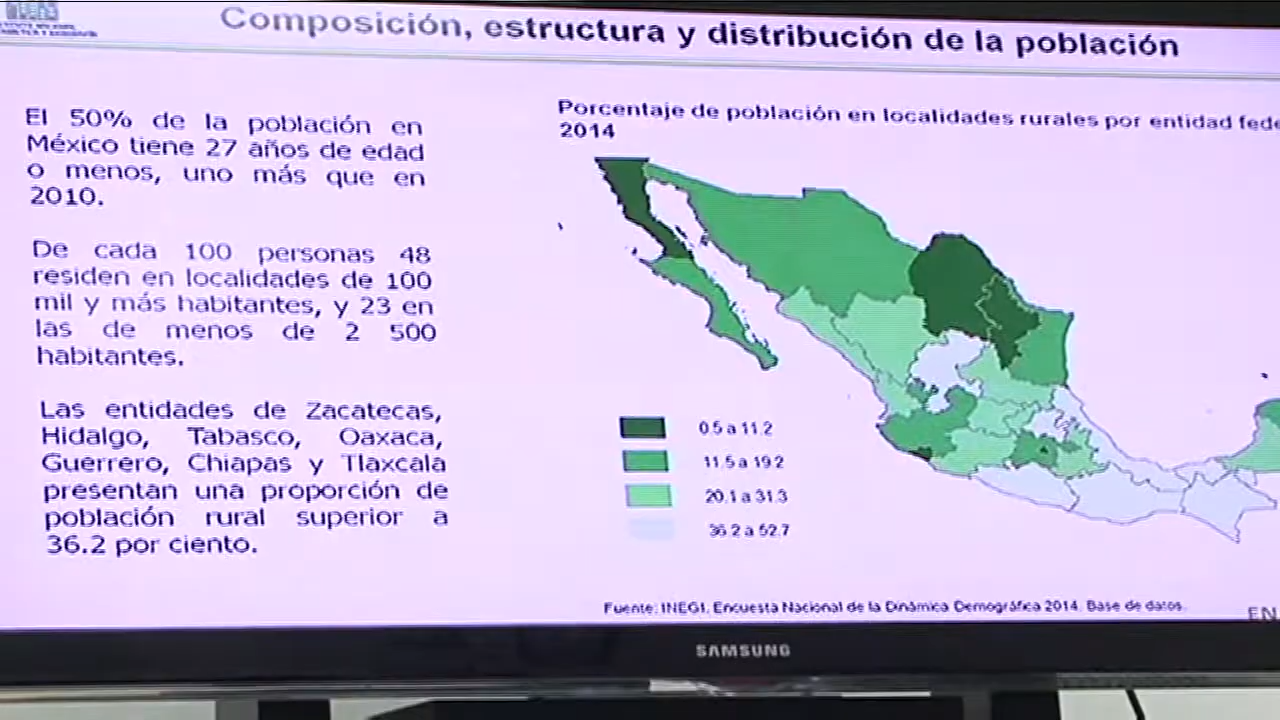 Composición, estructura y distribución de la población
El 50% de la población en
México tiene 27 años de edad
o menos, uno más que en
2010.
De cada 100 personas 48
residen en localidades de 100
mil y más habitantes, y 23 en
las de menos de 2 500
habitantes.
Las entidades de Zacatecas,
Hidalgo, Tabasco, Oaxaca,
Guerrero, Chiapas y Tlaxcala
presentan una proporción de
población rural superior a
36.2 por ciento.
Porcentaje de población en localidades rurales por entidad fede
2014
0.5 a 11.2
11.5 a 19.2
20.1 a 31.3
36.2 a 52.7
Fuente: INEGI. Encuesta Nacional de la Dinámica Demográfica 2014. Base de datos.
EN
SAMSUNG